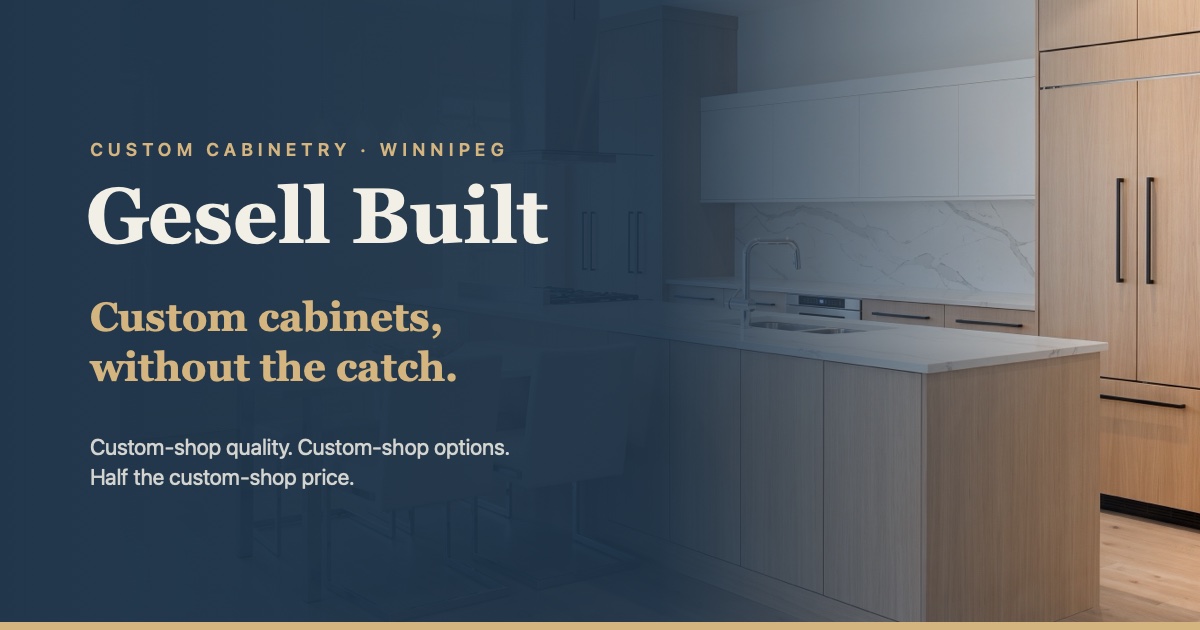 CUSTOM CABINETRY · WINNIPEG
Gesell Built
Custom cabinets,
without the catch.
Custom-shop quality. Custom-shop options.
Half the custom-shop price.